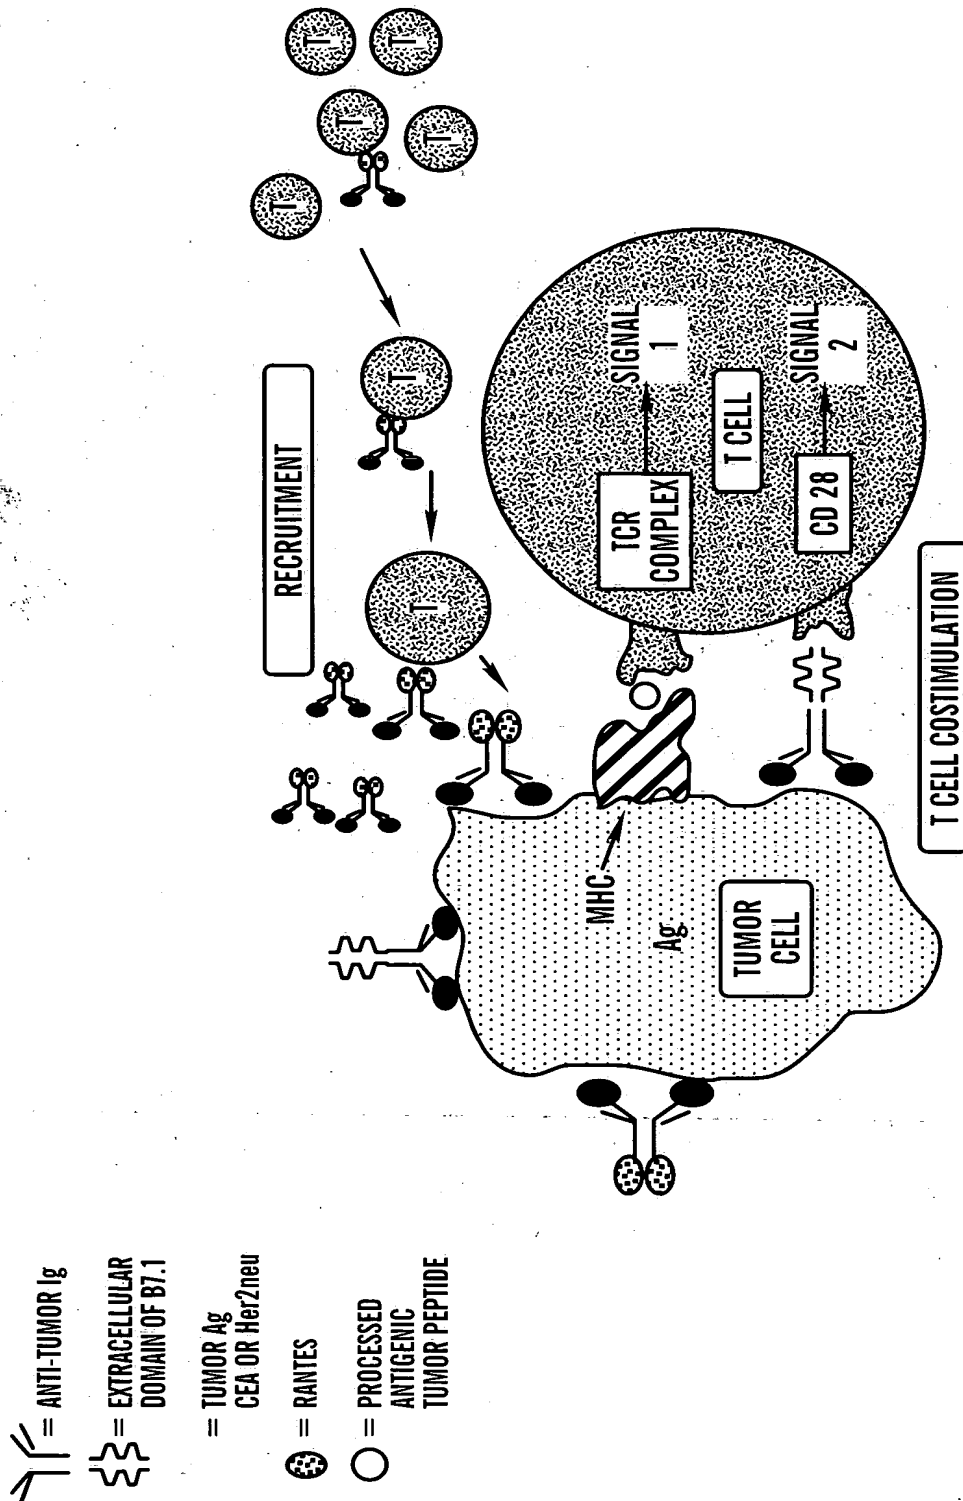 = ANTI-TUMOR Ig
= EXTRACELLULAR
DOMAIN OF B7.1
= TUMOR Ag
CEA OR Her2neu
= RANTES
= PROCESSED
ANTIGENIC
TUMOR PEPTIDE
RECRUITMENT
T
T
T
T
T
T
T
MHC
Ag
TUMOR
CELL
TCR
COMPLEX
SIGNAL
1
T CELL
CD 28
SIGNAL
2
T CELL COSTIMULATION